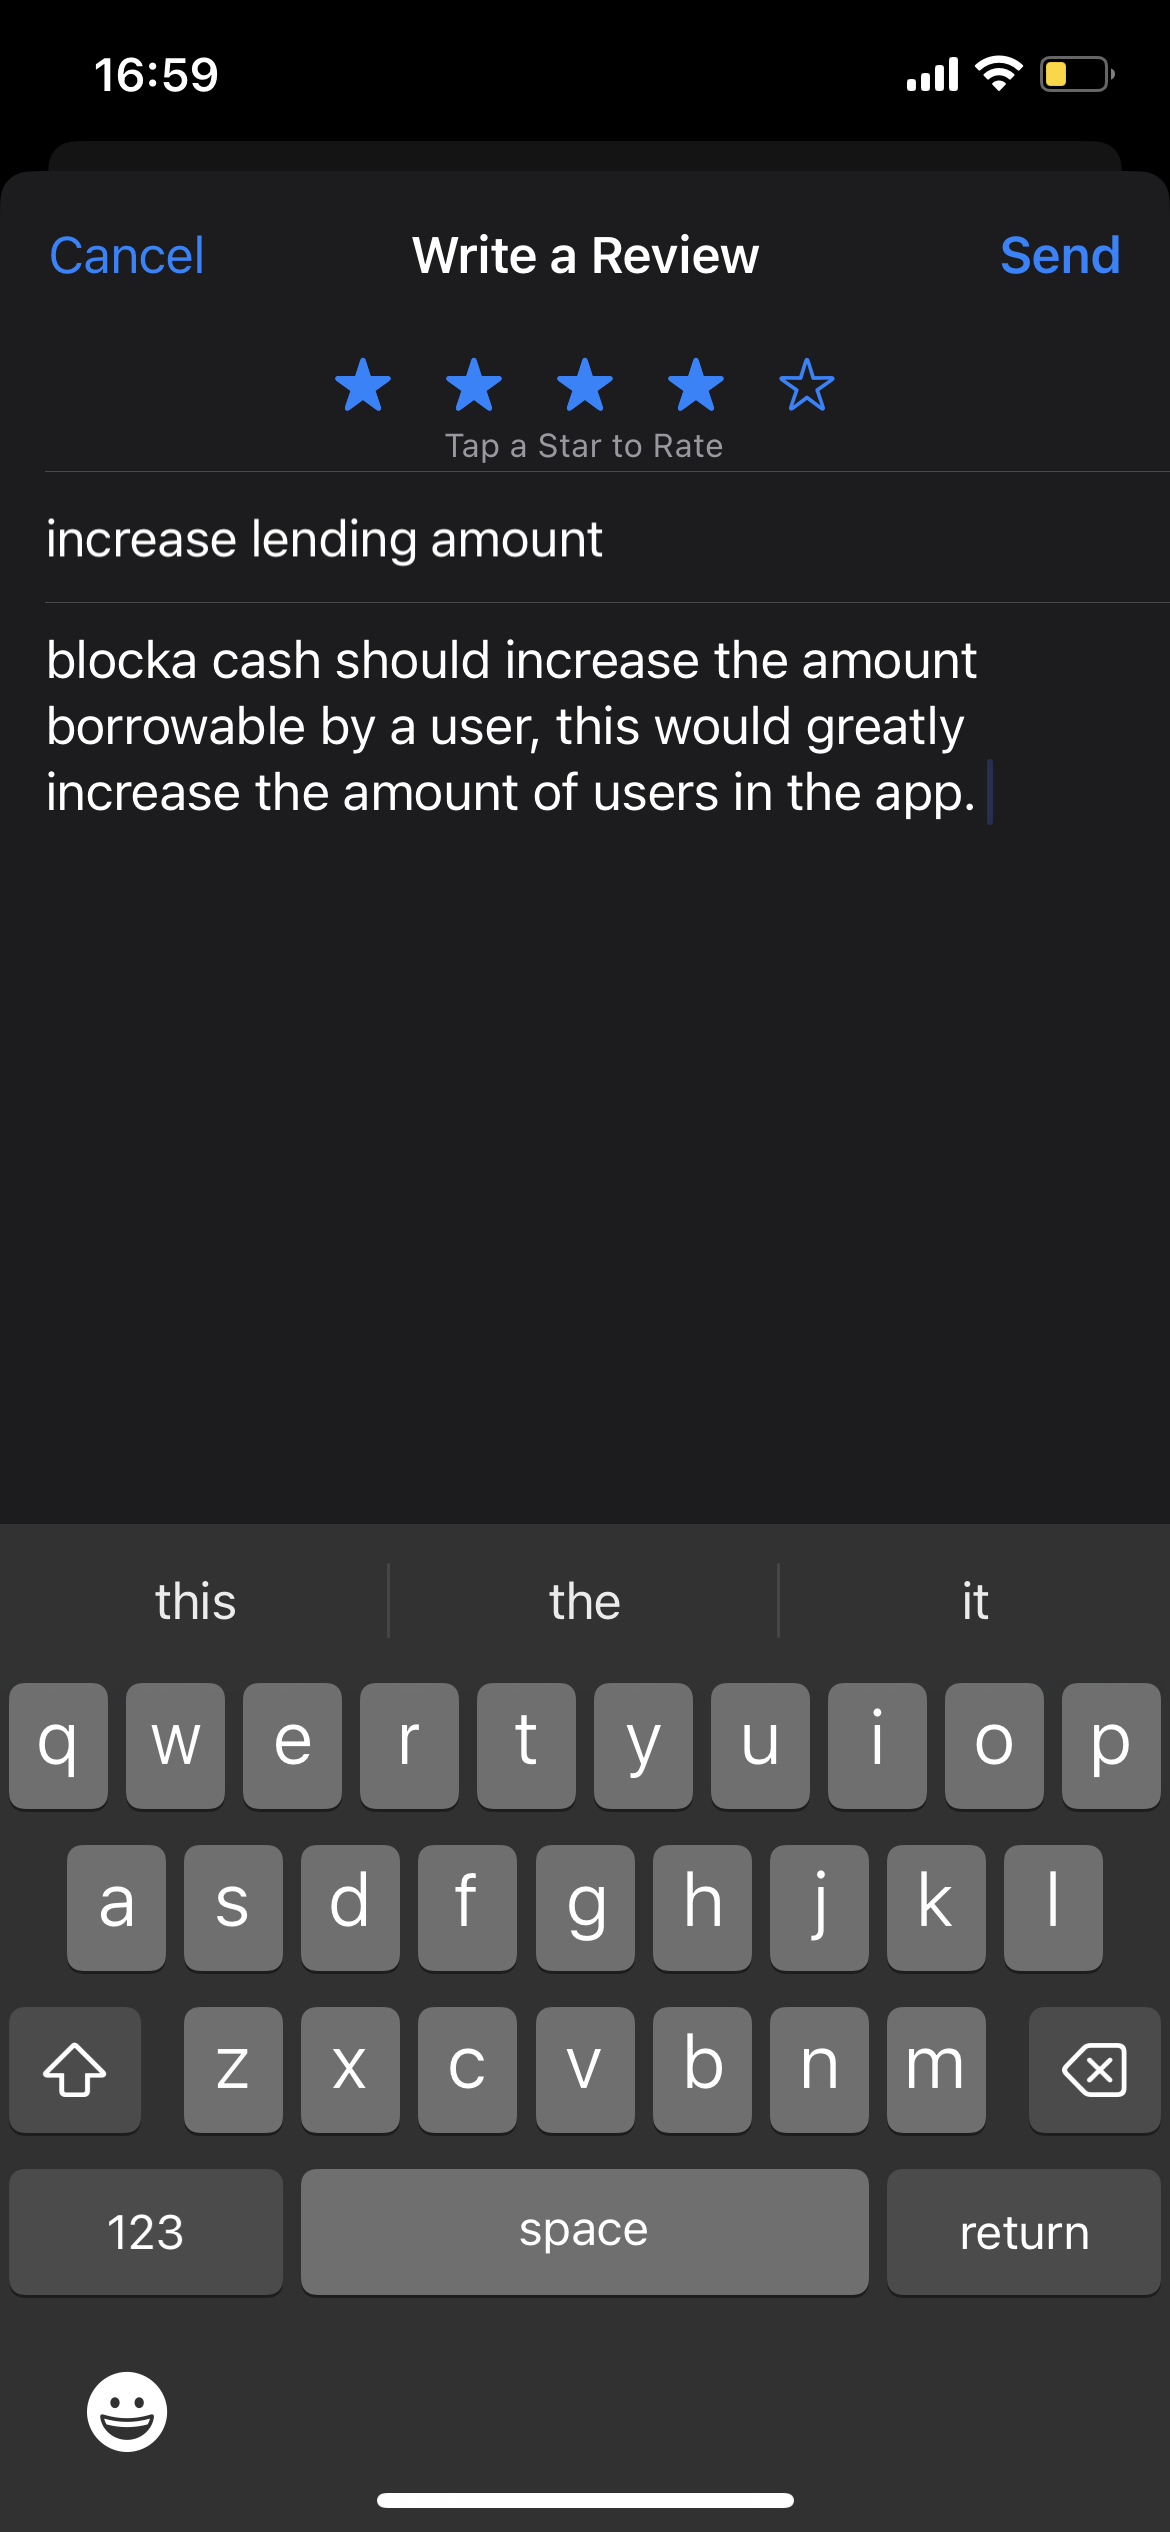 16:59
Cancel Write a Review Send
Tap a Star to Rate
increase lending amount
blocka cash should increase the amount
borrowable by a user, this would greatly
increase the amount of users in the app.
this the it
q w e r t y u i o p
a s d f g h j k l
z x c v b n m
123 space return